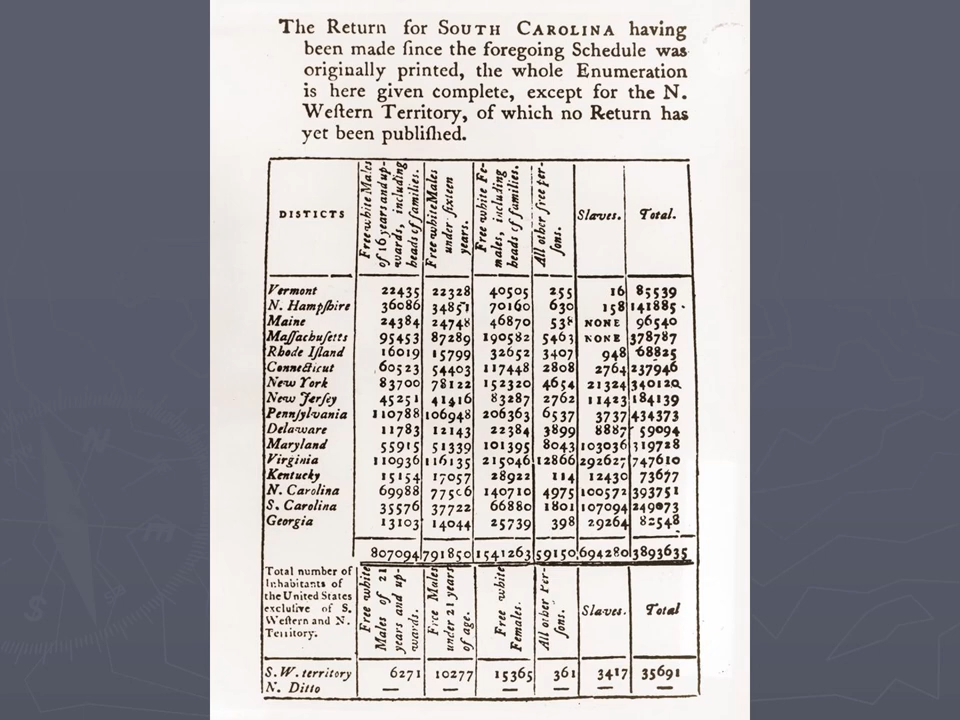 The Return for SOUTH CAROLINA having
been made ſince the foregoing Schedule was
originally printed, the whole Enumeration
is here given complete, except for the N.
Weſtern Territory, of which no Return has
yet been publiſhed.
DISTICTS
Free white Males
of 16 years and up-
wards, including
heads of families.
Free white Males
under ſixteen
years.
Free white Fe-
males, including
heads of families.
All other free per-
ſons.
Slaves.
Total.
Vermont 22435 22328 40505 255 16 85539
N. Hampſhire 36086 34851 70160 630 158 141885
Maine 24384 24748 46870 538 NONE 96540
Maſſachuſetts 95453 87289 190582 5463 NONE 378787
Rhode Iſland 16019 15799 32652 3407 948 68825
Connecticut 60523 54403 117448 2808 2764 237946
New York 83700 78122 152320 4654 21324 340120
New Jerſey 45251 41416 83287 2762 11423 184139
Pennſylvania 110788 106948 206363 6537 3737 434373
Delaware 11783 12143 22384 3899 8887 59094
Maryland 55915 51339 101395 8043 103036 319728
Virginia 110936 116135 215046 12866 292627 747610
Kentucky 15154 17057 28922 114 12430 73677
N. Carolina 69988 77506 140710 4975 100572 393751
S. Carolina 35576 37722 66880 1801 107094 249073
Georgia 13103 14044 25739 398 29264 82548
807094 791850 1541263 59150 694280 3893635
Total number of
Inhabitants of
the United States
excluſive of S.
Weſtern and N.
Territory.
Free white
Males of 21
years and up-
wards.
Free Males
under 21 years
of age.
Free white
Females.
All other Per-
ſons.
Slaves.
Total
S. W. territory 6271 10277 15365 361 3417 35691
N. Ditto — — — — — —